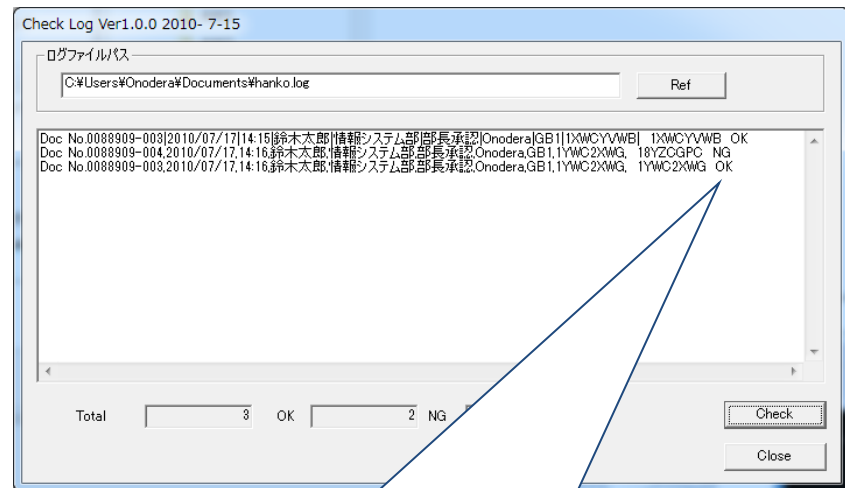 Check Log Ver1.0.0 2010- 7-15
ログファイルパス
C:¥Users¥Onodera¥Documents¥hanko.log
Ref
Doc No.0088909-003|2010/07/17|14:15|鈴木太郎|情報システム部|部長承認|Onodera|GB1|1XWCYVWB| 1XWCYVWB OK
Doc No.0088909-004,2010/07/17,14:16,鈴木太郎,情報システム部,部長承認,Onodera,GB1,1YWC2XWG, 18YZCGPC NG
Doc No.0088909-003,2010/07/17,14:16,鈴木太郎,情報システム部,部長承認,Onodera,GB1,1YWC2XWG, 1YWC2XWG OK
Total 3 OK 2 NG
Check
Close